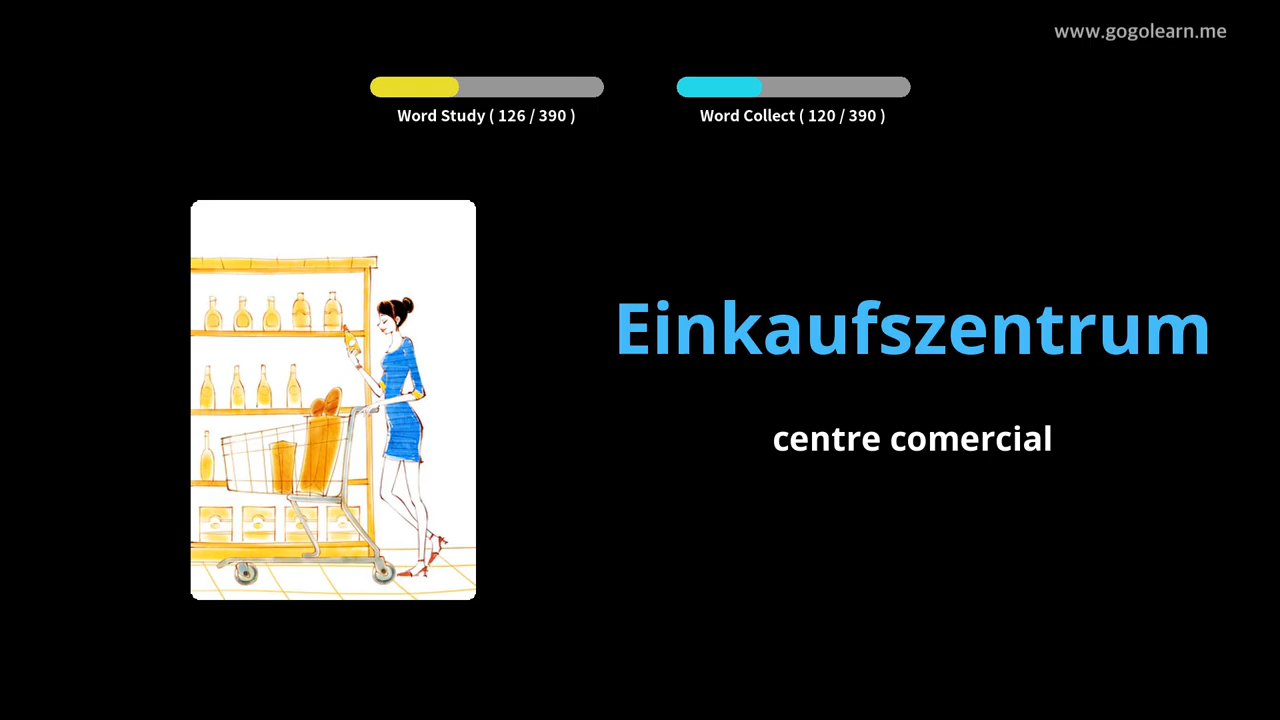 www.gogolearn.me
Word Study ( 126 / 390 )
Word Collect ( 120 / 390 )
Einkaufszentrum
centre comercial